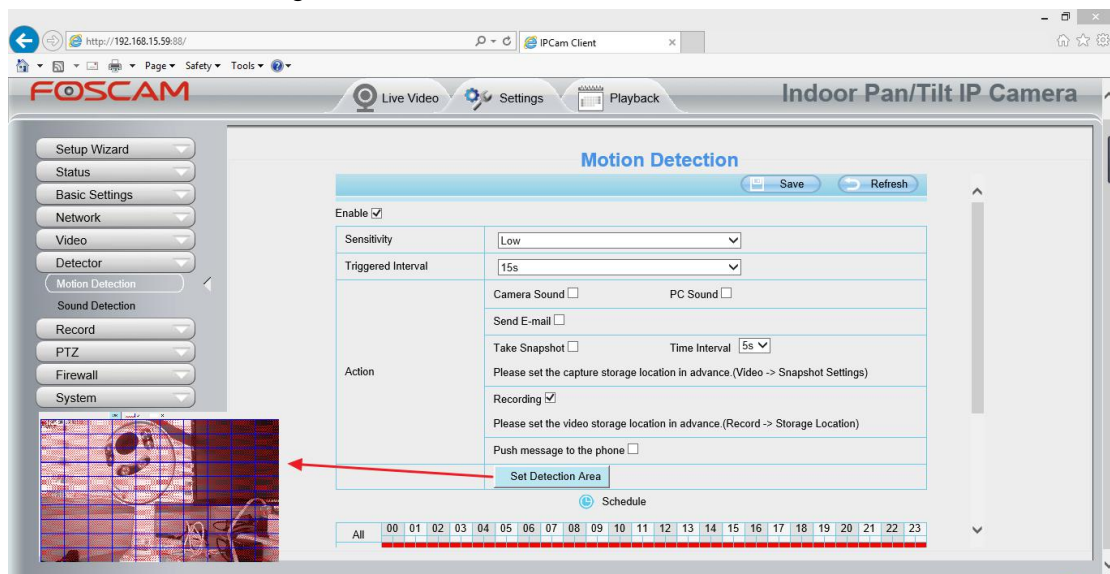 http://192.168.15.59:88/
IPCam Client
Page Safety Tools
FOSCAM
Live Video Settings Playback
Indoor Pan/Tilt IP Camera
Setup Wizard
Status
Basic Settings
Network
Video
Detector
Motion Detection
Sound Detection
Record
PTZ
Firewall
System
Motion Detection
Save Refresh
Enable
Sensitivity Low
Triggered Interval 15s
Action
Camera Sound PC Sound
Send E-mail
Take Snapshot Time Interval 5s
Please set the capture storage location in advance.(Video -> Snapshot Settings)
Recording
Please set the video storage location in advance.(Record -> Storage Location)
Push message to the phone
Set Detection Area
Schedule
All 00 01 02 03 04 05 06 07 08 09 10 11 12 13 14 15 16 17 18 19 20 21 22 23